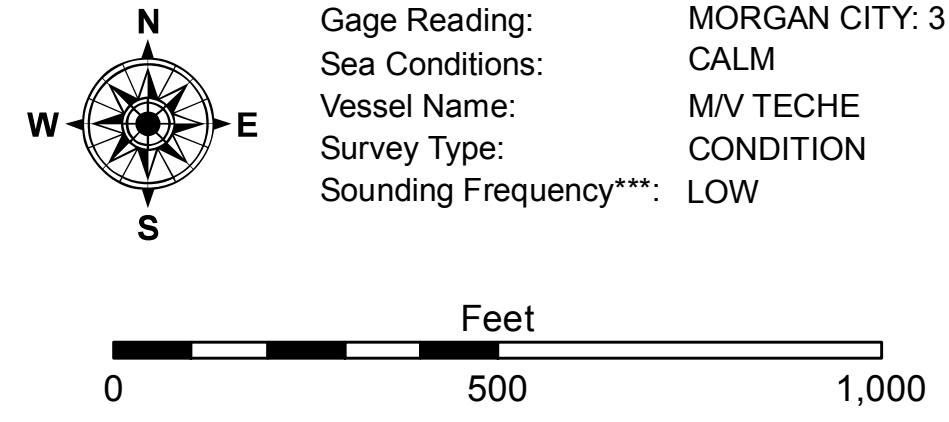 N
W E
S
Gage Reading: MORGAN CITY: 3
Sea Conditions: CALM
Vessel Name: M/V TECHE
Survey Type: CONDITION
Sounding Frequency***: LOW
Feet
0 500 1,000